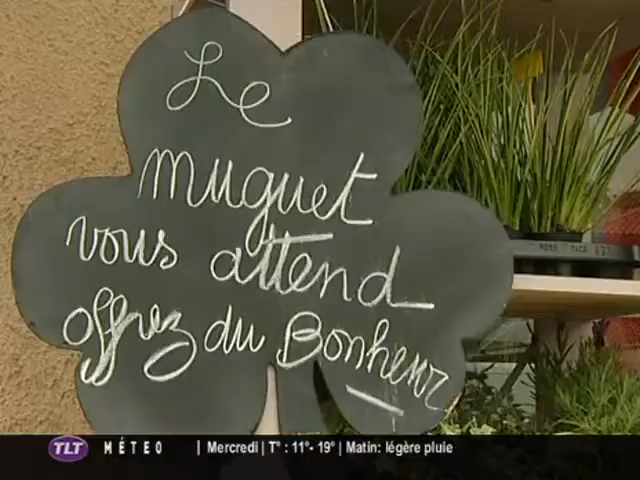 Le
muguet
vous attend
offrez du Bonheur
TLT MÉTEO | Mercredi | T° : 11°- 19° | Matin: légère pluie